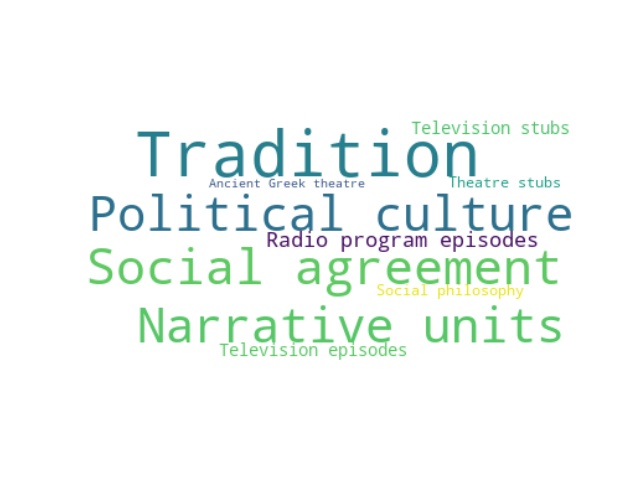 Television stubs
Tradition
Ancient Greek theatre
Theatre stubs
Political culture
Radio program episodes
Social agreement
Social philosophy
Narrative units
Television episodes